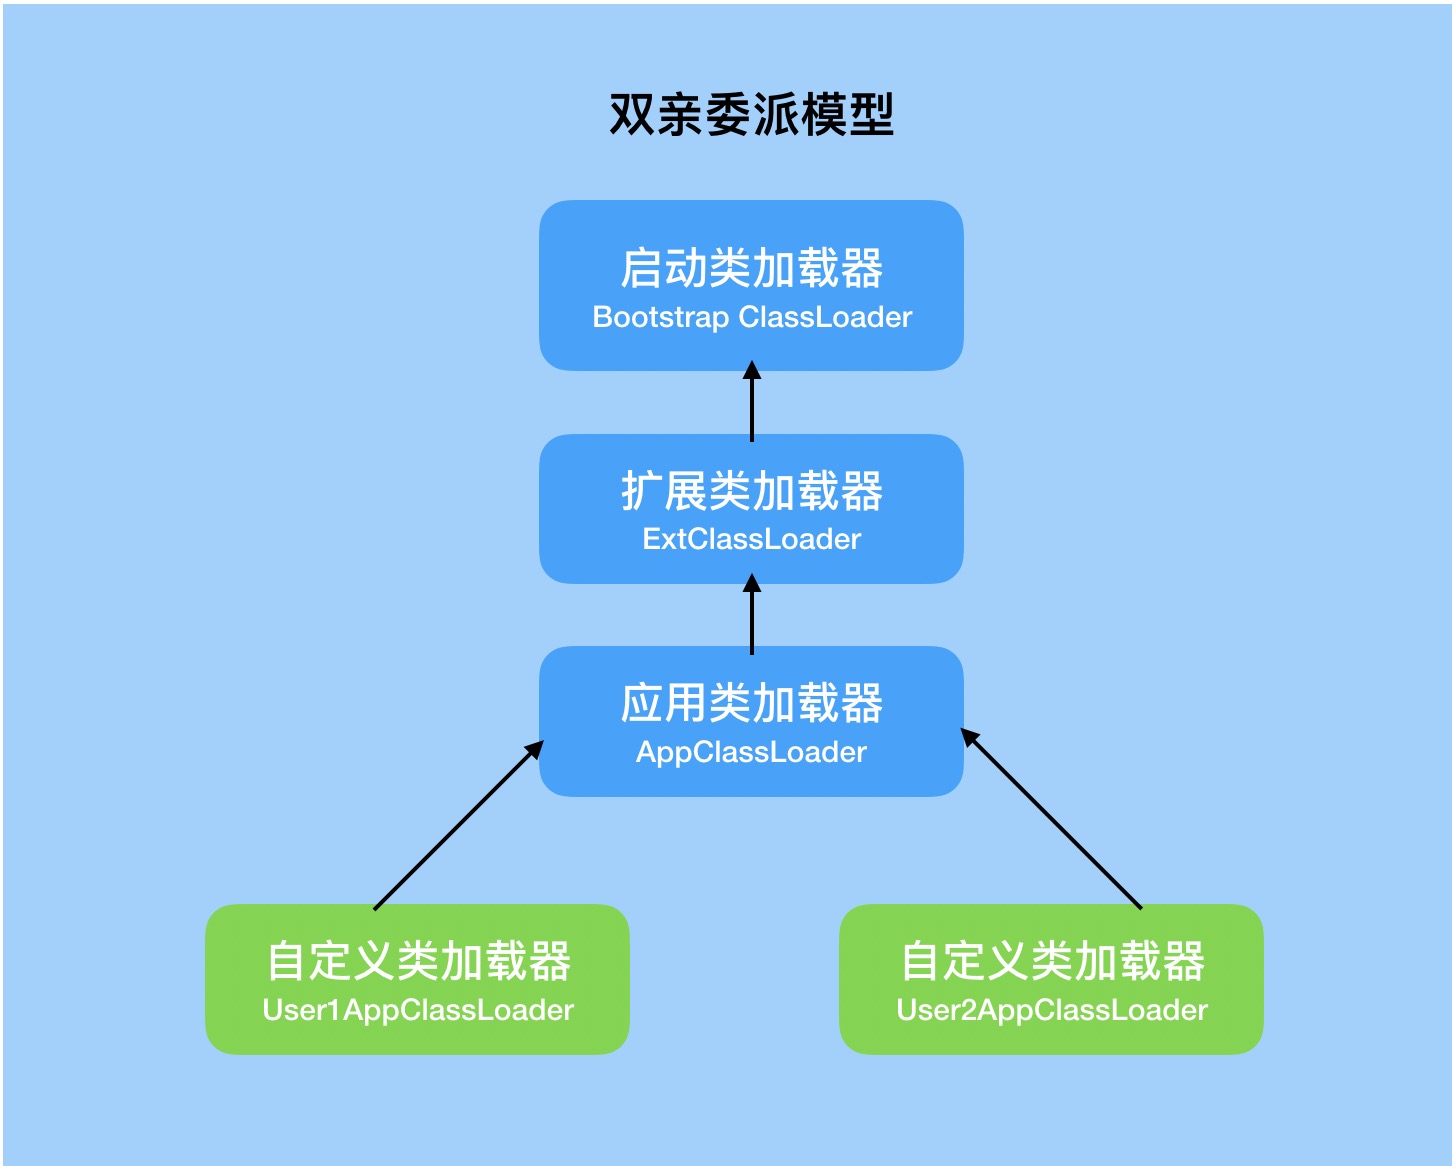 双亲委派模型
启动类加载器
Bootstrap ClassLoader
扩展类加载器
ExtClassLoader
应用类加载器
AppClassLoader
自定义类加载器
User1AppClassLoader
自定义类加载器
User2AppClassLoader